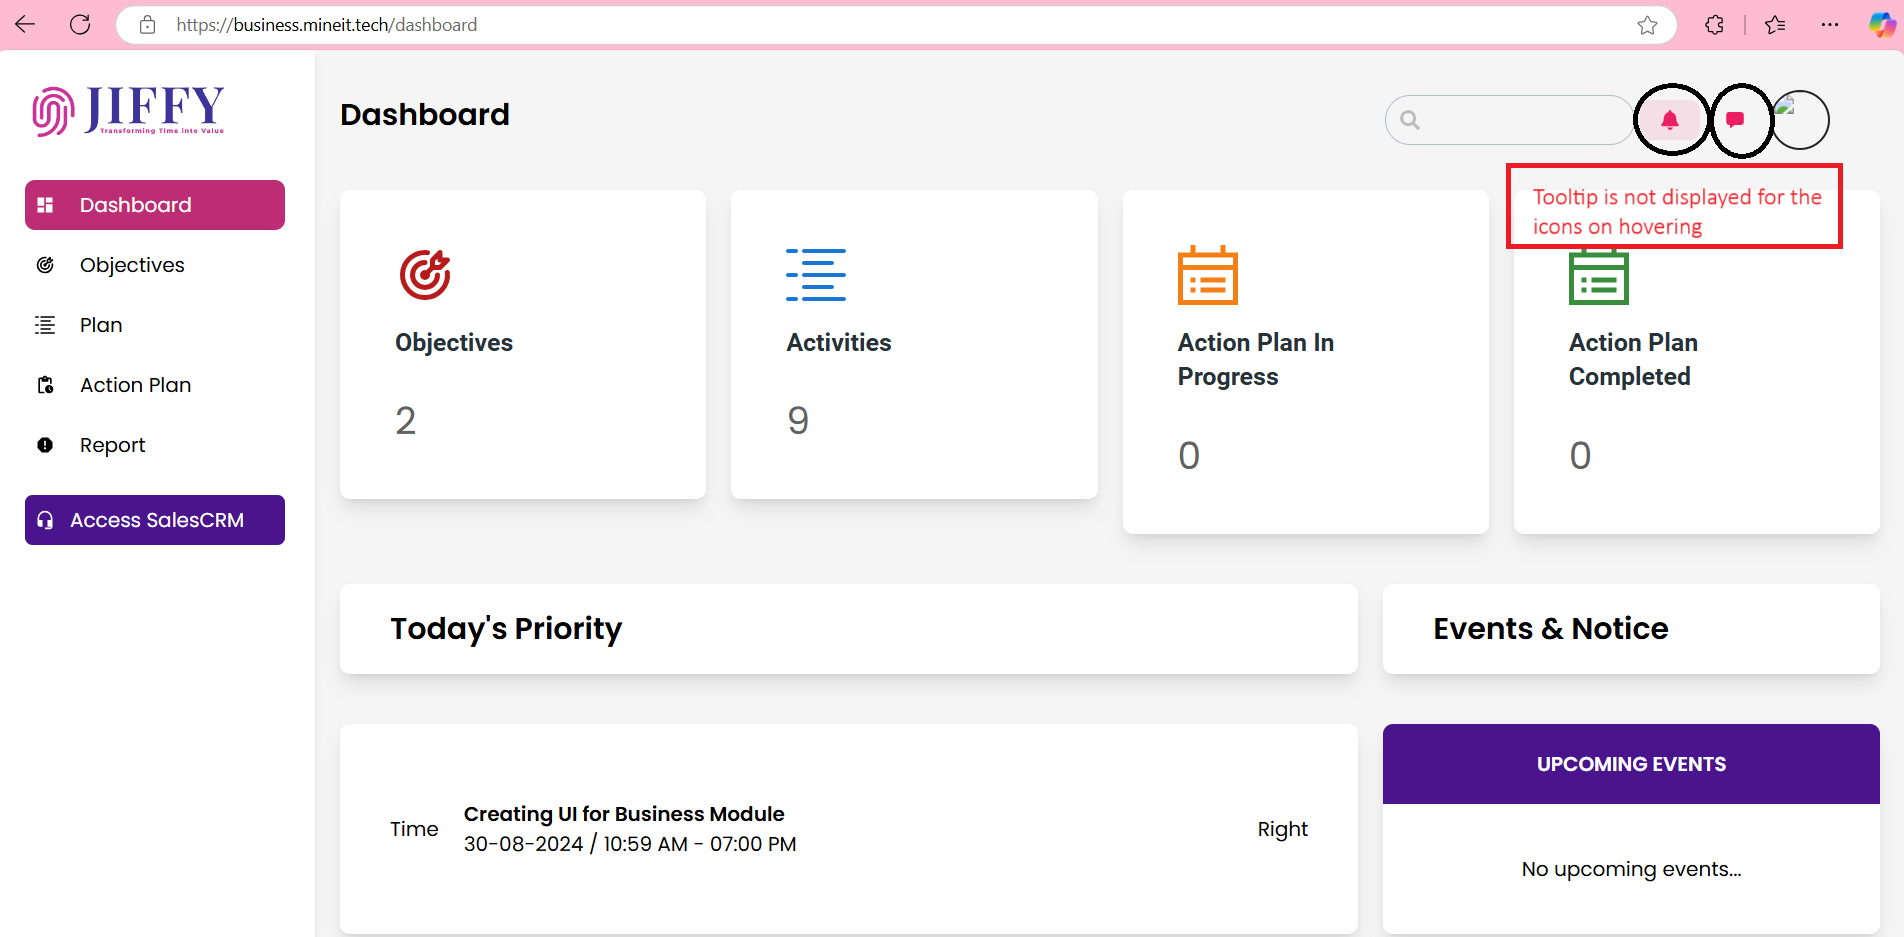 https://business.mineit.tech/dashboard
JIFFY
Transforming Time into Value
Dashboard
Objectives
Plan
Action Plan
Report
Access SalesCRM
Dashboard
Tooltip is not displayed for the
icons on hovering
Objectives
2
Activities
9
Action Plan In
Progress
0
Action Plan
Completed
0
Today's Priority
Events & Notice
Time
Creating UI for Business Module
30-08-2024 / 10:59 AM - 07:00 PM
Right
UPCOMING EVENTS
No upcoming events...